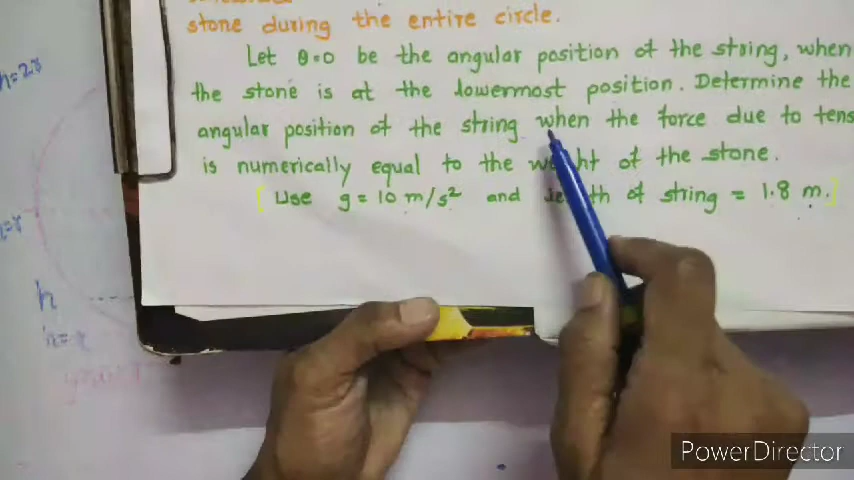 stone during the entire circle.
Let θ=0 be the angular position of the string, when
the stone is at the lowermost position. Determine the
angular position of the string when the force due to tens
is numerically equal to the of the stone.
[Use g = 10 m/s² and of string = 1.8 m.]
h=2r
h
h=r
PowerDirector